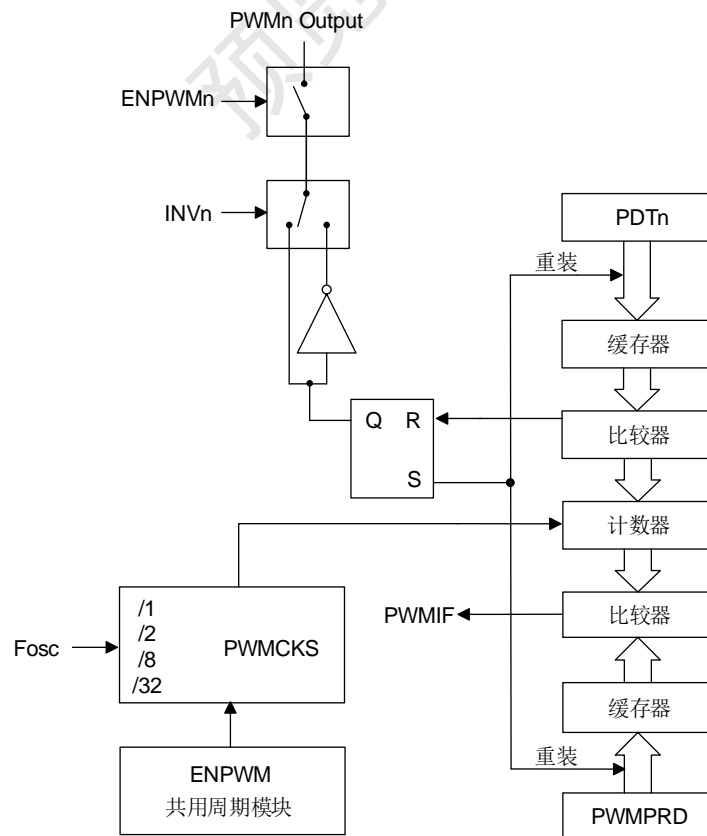 预览
PWMn Output
ENPWMn
INVn
PDTn
重装
缓存器
Q R
S
比较器
计数器
/1
/2
/8
/32
PWMCKS
Fosc
PWMIF
比较器
缓存器
重装
ENPWM
共用周期模块
PWMPRD